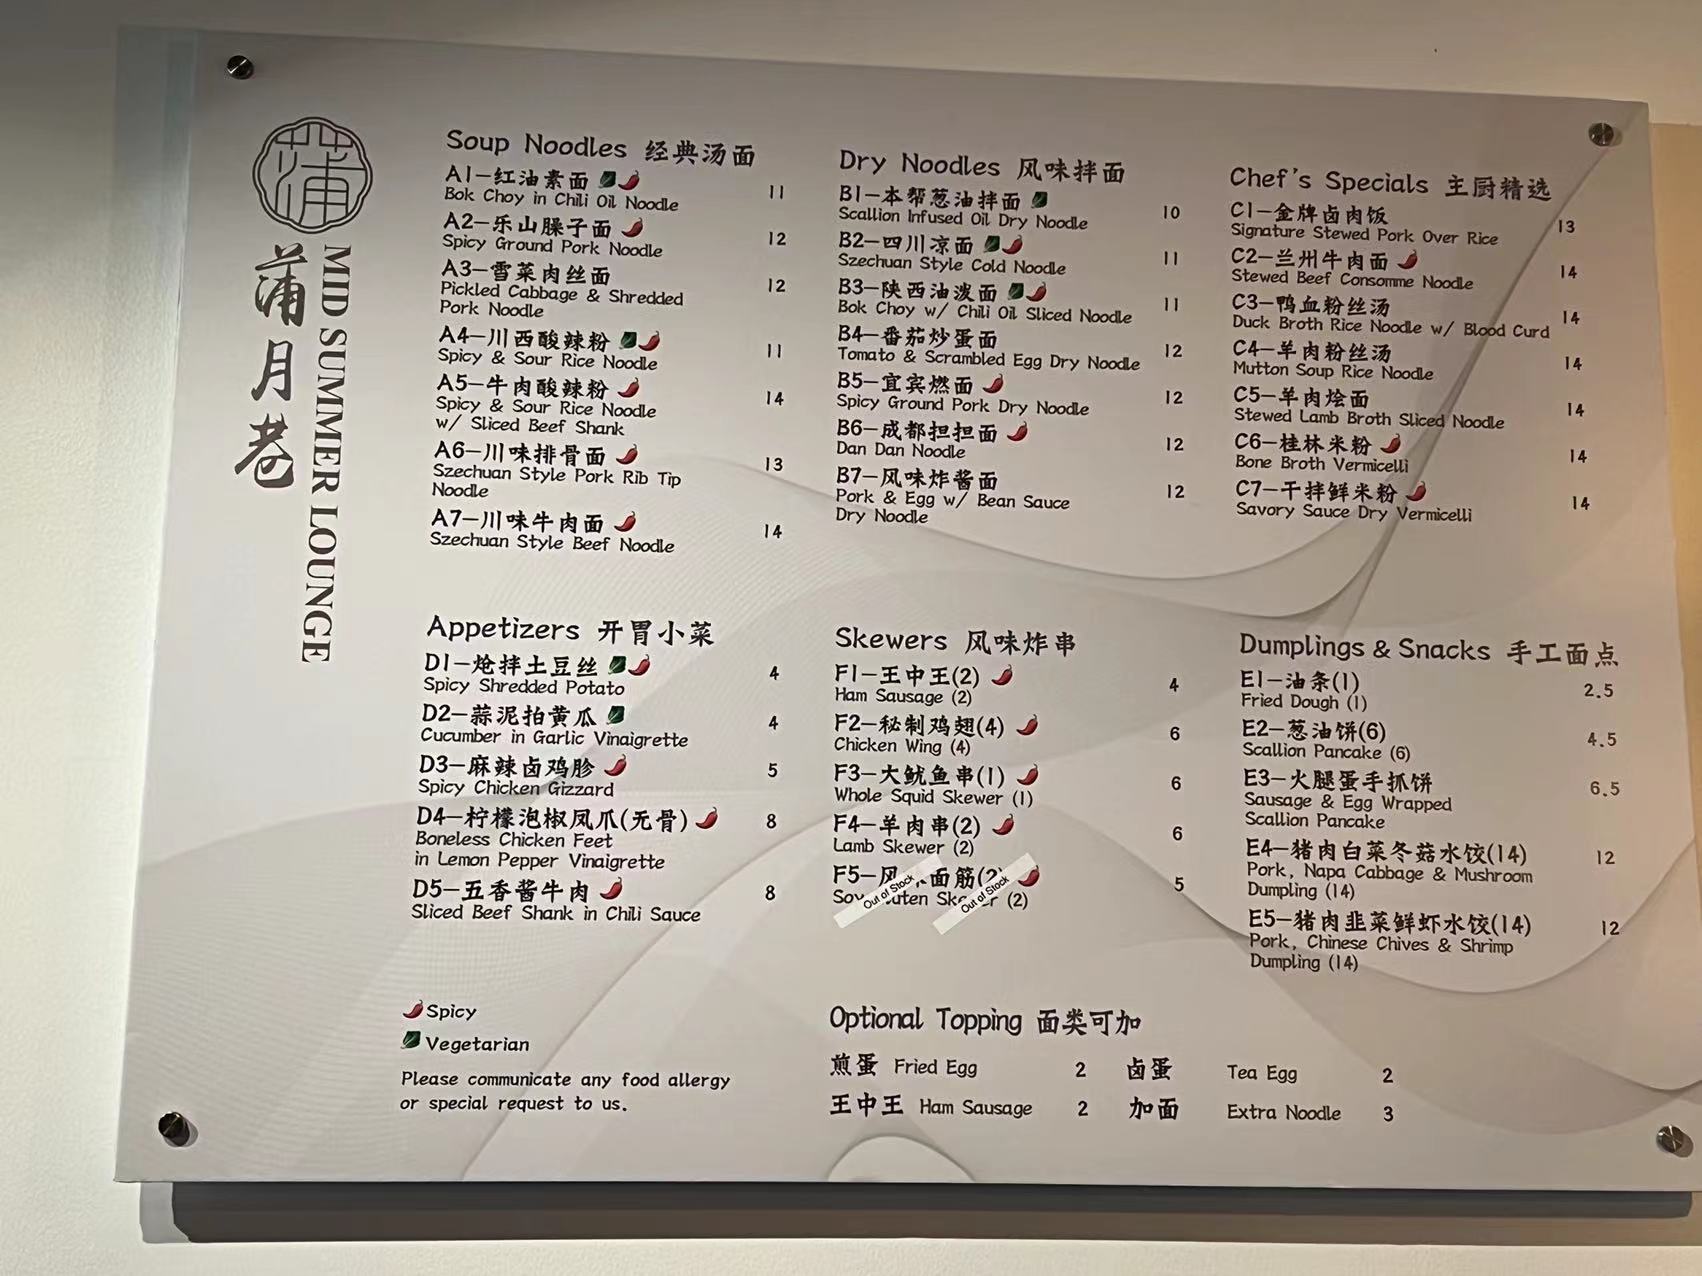 蒲
蒲月巷
MID SUMMER LOUNGE
Soup Noodles 经典汤面
A1-红油素面
Bok Choy in Chili Oil Noodle 11
A2-乐山臊子面
Spicy Ground Pork Noodle 12
A3-雪菜肉丝面
Pickled Cabbage & Shredded 12
Pork Noodle
A4-川西酸辣粉
Spicy & Sour Rice Noodle 11
A5-牛肉酸辣粉
Spicy & Sour Rice Noodle 14
w/ Sliced Beef Shank
A6-川味排骨面
Szechuan Style Pork Rib Tip 13
Noodle
A7-川味牛肉面
Szechuan Style Beef Noodle 14
Dry Noodles 风味拌面
B1-本帮葱油拌面
Scallion Infused Oil Dry Noodle 10
B2-四川凉面
Szechuan Style Cold Noodle 11
B3-陕西油泼面
Bok Choy w/ Chili Oil Sliced Noodle 11
B4-番茄炒蛋面
Tomato & Scrambled Egg Dry Noodle 12
B5-宜宾燃面
Spicy Ground Pork Dry Noodle 12
B6-成都担担面
Dan Dan Noodle 12
B7-风味炸酱面
Pork & Egg w/ Bean Sauce 12
Dry Noodle
Chef's Specials 主厨精选
C1-金牌卤肉饭
Signature Stewed Pork Over Rice 13
C2-兰州牛肉面
Stewed Beef Consomme Noodle 14
C3-鸭血粉丝汤
Duck Broth Rice Noodle w/ Blood Curd 14
C4-羊肉粉丝汤
Mutton Soup Rice Noodle 14
C5-羊肉烩面
Stewed Lamb Broth Sliced Noodle 14
C6-桂林米粉
Bone Broth Vermicelli 14
C7-干拌鲜米粉
Savory Sauce Dry Vermicelli 14
Appetizers 开胃小菜
D1-炝拌土豆丝
Spicy Shredded Potato 4
D2-蒜泥拍黄瓜
Cucumber in Garlic Vinaigrette 4
D3-麻辣卤鸡胗
Spicy Chicken Gizzard 5
D4-柠檬泡椒凤爪(无骨) 8
Boneless Chicken Feet
in Lemon Pepper Vinaigrette
D5-五香酱牛肉 8
Sliced Beef Shank in Chili Sauce
Skewers 风味炸串
F1-王中王(2) 4
Ham Sausage (2)
F2-秘制鸡翅(4) 6
Chicken Wing (4)
F3-大鱿鱼串(1) 6
Whole Squid Skewer (1)
F4-羊肉串(2) 6
Lamb Skewer (2)
F5-风 面筋(2) 5
(2)
Out of Stock
Out of Stock
Dumplings & Snacks 手工面点
E1-油条(1) 2.5
Fried Dough (1)
E2-葱油饼(6) 4.5
Scallion Pancake (6)
E3-火腿蛋手抓饼 6.5
Sausage & Egg Wrapped
Scallion Pancake
E4-猪肉白菜冬菇水饺(14) 12
Pork, Napa Cabbage & Mushroom
Dumpling (14)
E5-猪肉韭菜鲜虾水饺(14) 12
Pork, Chinese Chives & Shrimp
Dumpling (14)
Spicy
Vegetarian
Please communicate any food allergy
or special request to us.
Optional Topping 面类可加
煎蛋 Fried Egg 2 卤蛋 Tea Egg 2
王中王 Ham Sausage 2 加面 Extra Noodle 3